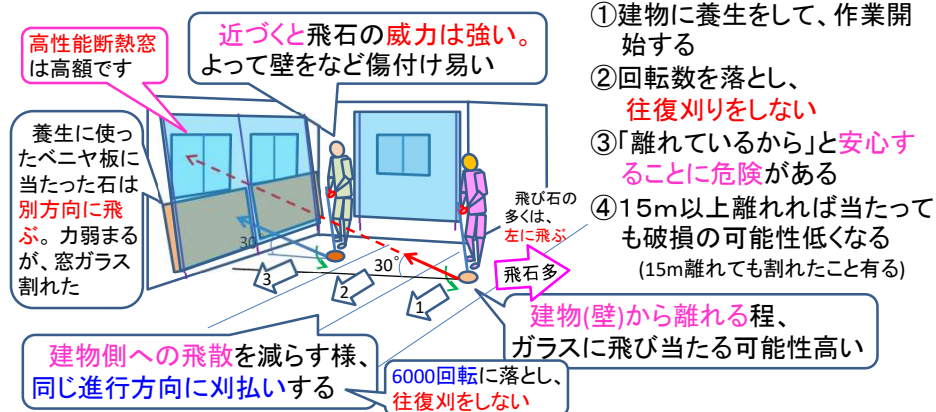 高性能断熱窓
は高額です
近づくと飛石の威力は強い。
よって壁をなど傷付け易い
養生に使っ
たベニヤ板に
当たった石は
別方向に飛
ぶ。力弱まる
が、窓ガラス
割れた
30
30°
3
2
1
飛び石の
多くは、
左に飛ぶ
飛石多
建物(壁)から離れる程、
ガラスに飛び当たる可能性高い
建物側への飛散を減らす様、
同じ進行方向に刈払いする
6000回転に落とし、
往復刈をしない
①建物に養生をして、作業開
始する
②回転数を落とし、
往復刈りをしない
③「離れているから」と安心す
ることに危険がある
④15m以上離れれば当たって
も破損の可能性低くなる
(15m離れても割れたこと有る)